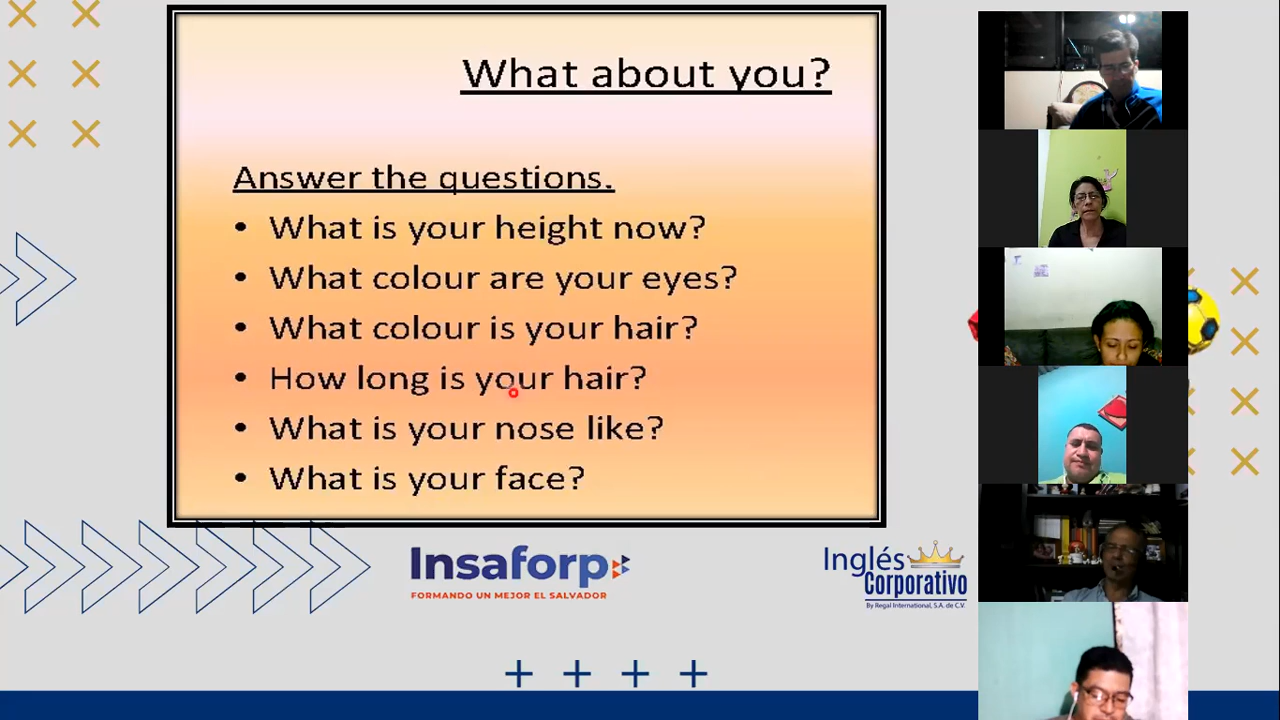 What about you?
Answer the questions.
• What is your height now?
• What colour are your eyes?
• What colour is your hair?
• How long is your hair?
• What is your nose like?
• What is your face?
Insaforp
FORMANDO UN MEJOR EL SALVADOR
Inglés
Corporativo
By Regal International, S.A. de C.V.